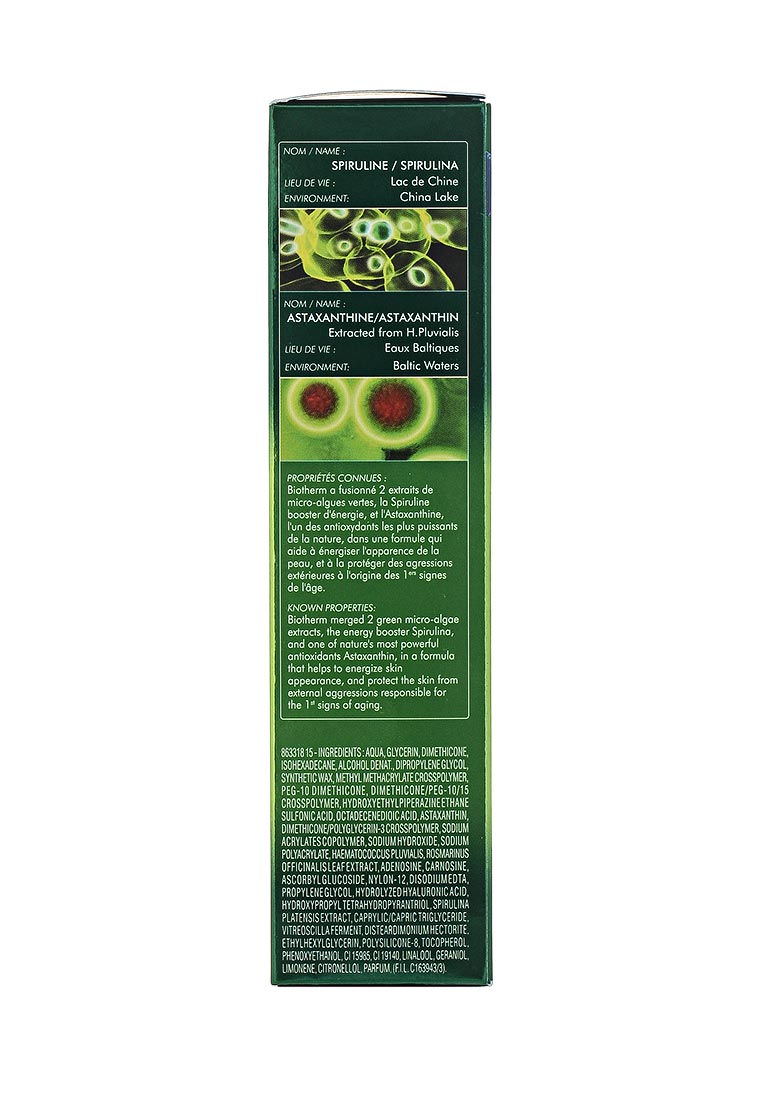 NOM / NAME :
SPIRULINE / SPIRULINA
LIEU DE VIE : Lac de Chine
ENVIRONMENT: China Lake
NOM / NAME :
ASTAXANTHINE/ASTAXANTHIN
Extracted from H.Pluvialis
LIEU DE VIE : Eaux Baltiques
ENVIRONMENT: Baltic Waters
PROPRIÉTÉS CONNUES :
Biotherm a fusionné 2 extraits de
micro-algues vertes, la Spiruline
booster d'énergie, et l'Astaxanthine,
l'un des antioxydants les plus puissants
de la nature, dans une formule qui
aide à énergiser l'apparence de la
peau, et à la protéger des agressions
extérieures à l'origine des 1ers signes
de l'âge.
KNOWN PROPERTIES:
Biotherm merged 2 green micro-algae
extracts, the energy booster Spirulina,
and one of nature's most powerful
antioxidants Astaxanthin, in a formula
that helps to energize skin
appearance, and protect the skin from
external aggressions responsible for
the 1st signs of aging.
863318 15 - INGREDIENTS : AQUA, GLYCERIN, DIMETHICONE,
ISOHEXADECANE, ALCOHOL DENAT., DIPROPYLENE GLYCOL,
SYNTHETIC WAX, METHYL METHACRYLATE CROSSPOLYMER,
PEG-10 DIMETHICONE, DIMETHICONE/PEG-10/15
CROSSPOLYMER, HYDROXYETHYLPIPERAZINE ETHANE
SULFONIC ACID, OCTADECENEDIOIC ACID, ASTAXANTHIN,
DIMETHICONE/POLYGLYCERIN-3 CROSSPOLYMER, SODIUM
ACRYLATES COPOLYMER, SODIUM HYDROXIDE, SODIUM
POLYACRYLATE, HAEMATOCOCCUS PLUVIALIS, ROSMARINUS
OFFICINALIS LEAF EXTRACT, ADENOSINE, CARNOSINE,
ASCORBYL GLUCOSIDE, NYLON-12, DISODIUM EDTA,
PROPYLENE GLYCOL, HYDROLYZED HYALURONIC ACID,
HYDROXYPROPYL TETRAHYDROPYRANTRIOL, SPIRULINA
PLATENSIS EXTRACT, CAPRYLIC/CAPRIC TRIGLYCERIDE,
VITREOSCILLA FERMENT, DISTEARDIMONIUM HECTORITE,
ETHYLHEXYLGLYCERIN, POLYSILICONE-8, TOCOPHEROL,
PHENOXYETHANOL, CI 15985, CI 19140, LINALOOL, GERANIOL,
LIMONENE, CITRONELLOL, PARFUM, (F.I.L. C163943/3).